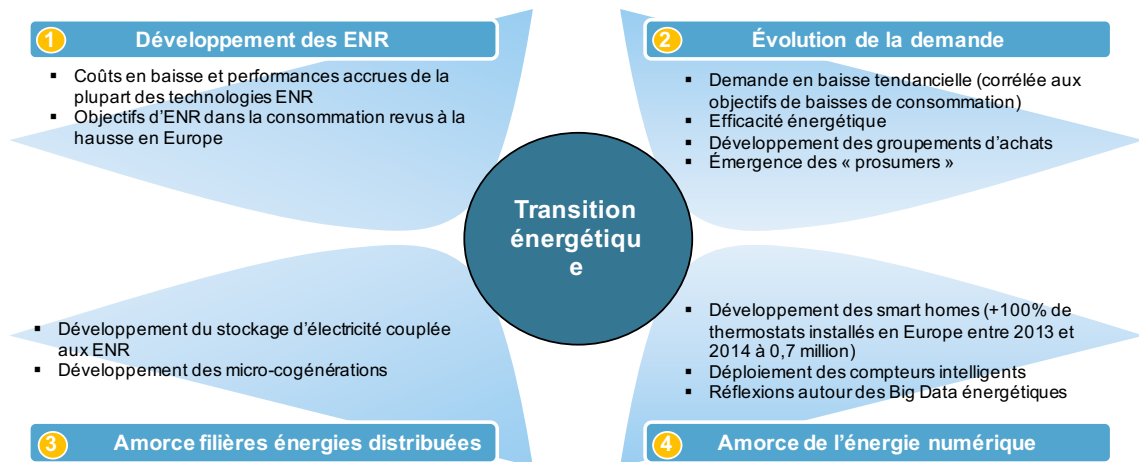 1 Développement des ENR
▪ Coûts en baisse et performances accrues de la
plupart des technologies ENR
▪ Objectifs d'ENR dans la consommation revus à la
hausse en Europe
2 Évolution de la demande
▪ Demande en baisse tendancielle (corrélée aux
objectifs de baisses de consommation)
▪ Efficacité énergétique
▪ Développement des groupements d'achats
▪ Émergence des « prosumers »
Transition
énergétiqu
e
▪ Développement du stockage d'électricité couplée
aux ENR
▪ Développement des micro-cogénérations
3 Amorce filières énergies distribuées
▪ Développement des smart homes (+100% de
thermostats installés en Europe entre 2013 et
2014 à 0,7 million)
▪ Déploiement des compteurs intelligents
▪ Réflexions autour des Big Data énergétiques
4 Amorce de l'énergie numérique